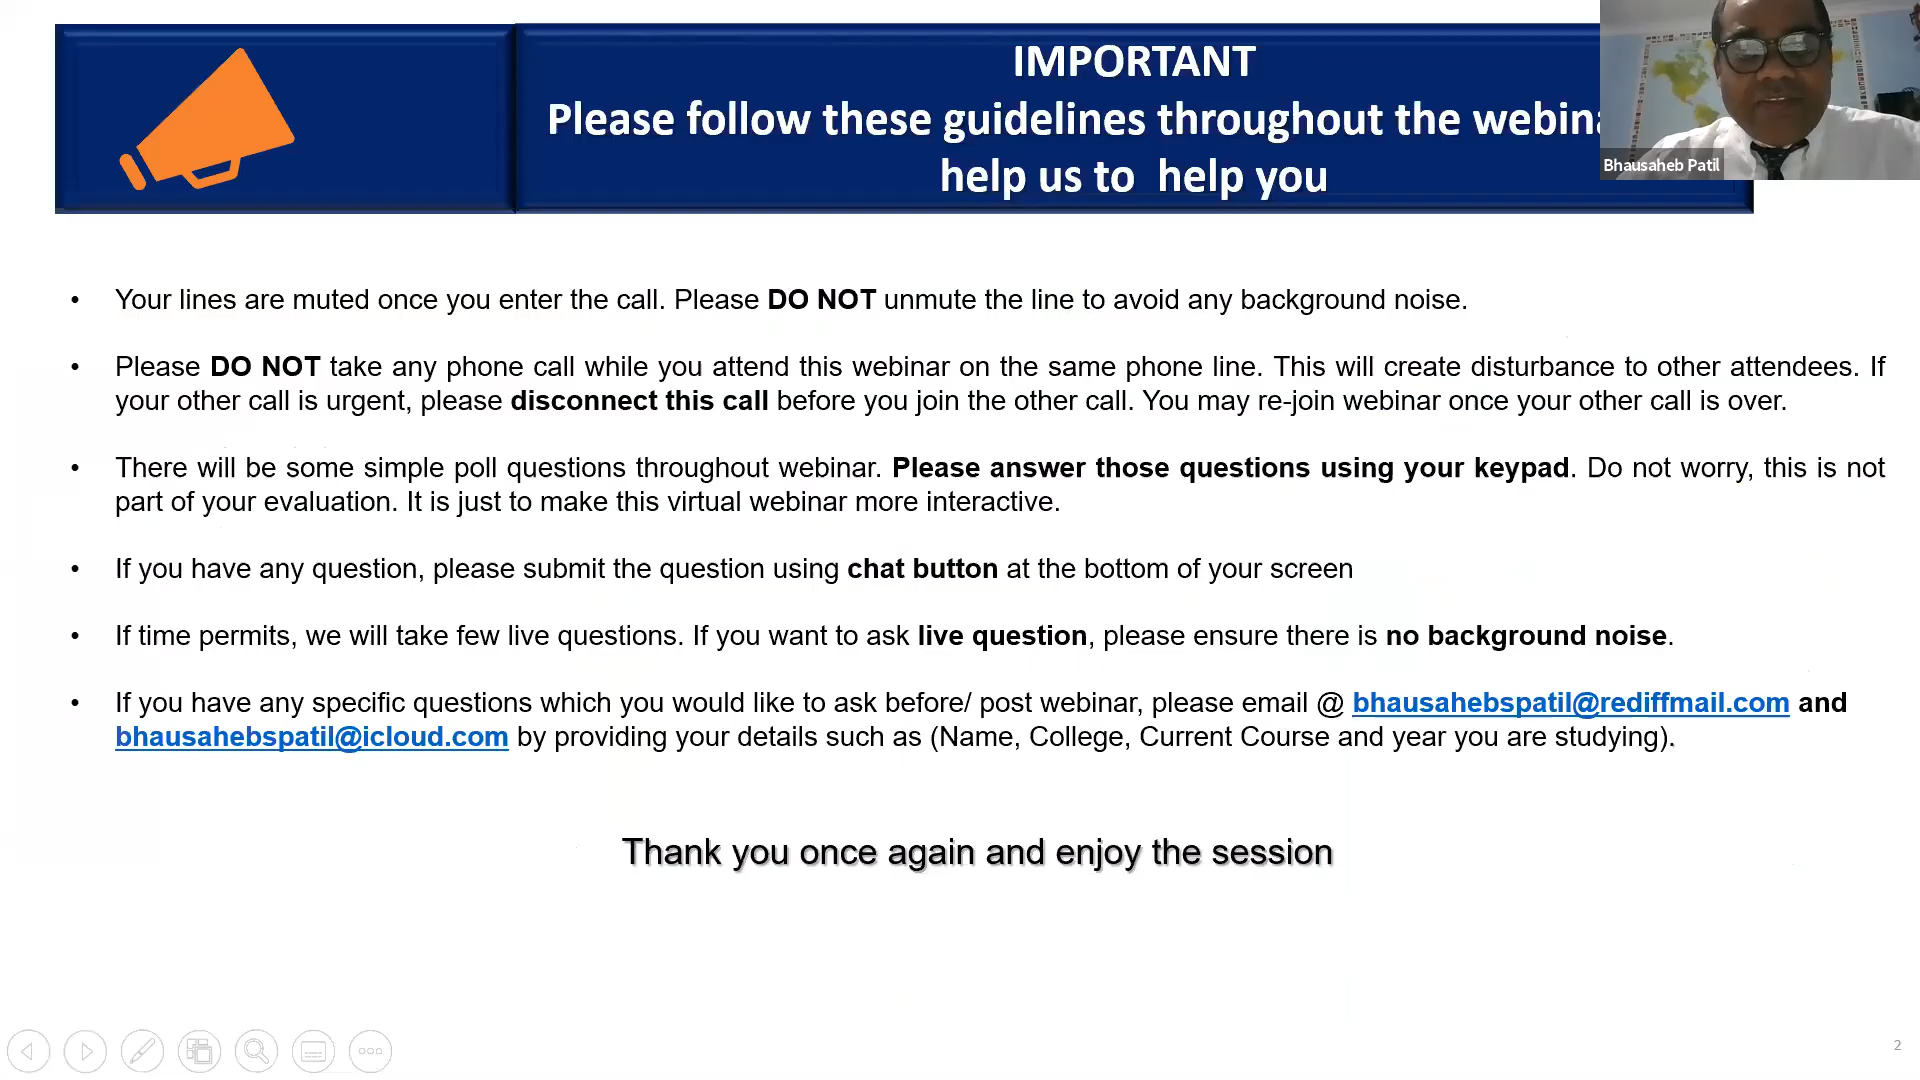 IMPORTANT
Please follow these guidelines throughout the
help us to help you
Bhausaheb Patil
• Your lines are muted once you enter the call. Please DO NOT unmute the line to avoid any background noise.
• Please DO NOT take any phone call while you attend this webinar on the same phone line. This will create disturbance to other attendees. If
your other call is urgent, please disconnect this call before you join the other call. You may re-join webinar once your other call is over.
• There will be some simple poll questions throughout webinar. Please answer those questions using your keypad. Do not worry, this is not
part of your evaluation. It is just to make this virtual webinar more interactive.
• If you have any question, please submit the question using chat button at the bottom of your screen
• If time permits, we will take few live questions. If you want to ask live question, please ensure there is no background noise.
• If you have any specific questions which you would like to ask before/ post webinar, please email @ bhausahebspatil@rediffmail.com and
bhausahebspatil@icloud.com by providing your details such as (Name, College, Current Course and year you are studying).
Thank you once again and enjoy the session
2